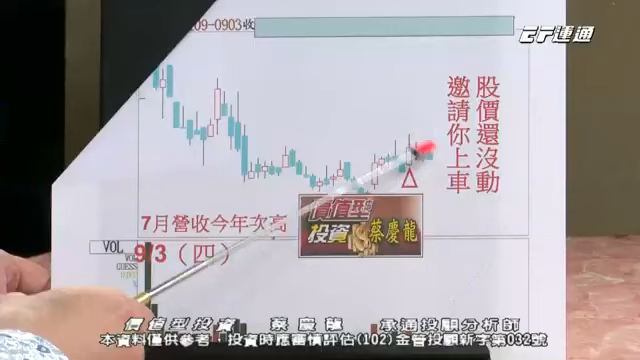 09-0903收
CT運通
股價還沒動
邀請你上車
7月營收今年次高
價值型
投資
蔡慶龍
VOL
9/3（四）
價值型投資 蔡慶龍 承通投顧分析師
本資料僅供參考，投資時應審慎評估(102)金管投顧新字第032號